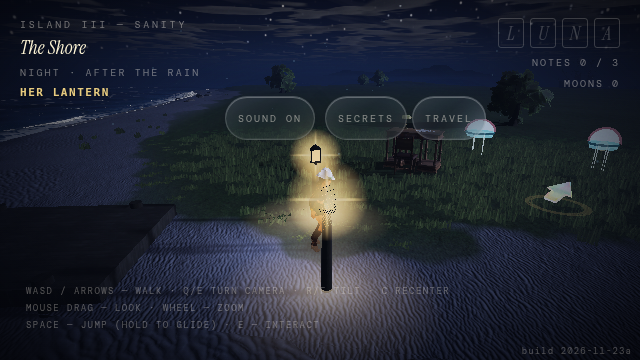 ISLAND III — SANITY
The Shore
NIGHT · AFTER THE RAIN
HER LANTERN
L U N A
NOTES 0 / 3
MOONS 0
SOUND ON
SECRETS
TRAVEL
WASD / ARROWS — WALK · Q/E TURN CAMERA · R/F TILT · C RECENTER
MOUSE DRAG — LOOK · WHEEL — ZOOM
SPACE — JUMP (HOLD TO GLIDE) · E — INTERACT
build 2026-11-23a